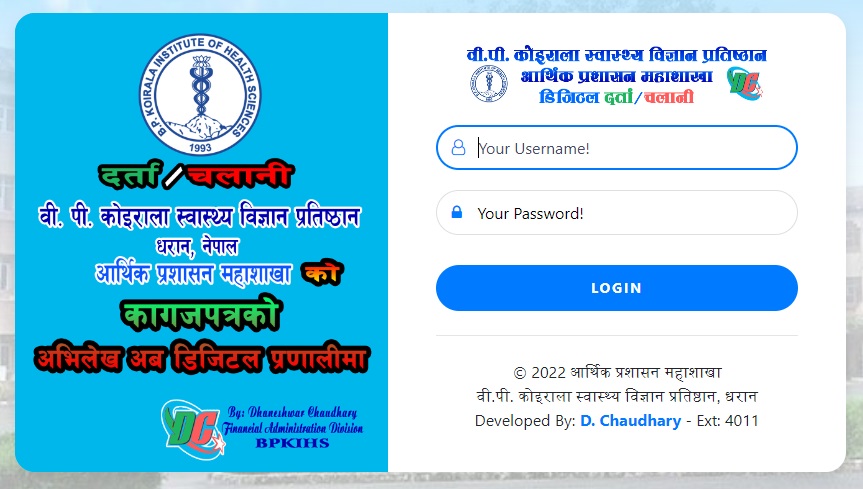 B.P. KOIRALA INSTITUTE OF HEALTH SCIENCES
1993
दर्ता/चलानी
वी. पी. कोइराला स्वास्थ्य विज्ञान प्रतिष्ठान
धरान, नेपाल
आर्थिक प्रशासन महाशाखा को
कागजपत्रको
अभिलेख अब डिजिटल प्रणालीमा
DC
By: Dhaneshwar Chaudhary
Financial Administration Division
BPKIHS
वी.पी. कोइराला स्वास्थ्य विज्ञान प्रतिष्ठान
आर्थिक प्रशासन महाशाखा
डिजिटल दर्ता/चलानी
DC
Your Username!
Your Password!
LOGIN
© 2022 आर्थिक प्रशासन महाशाखा
वी.पी. कोइराला स्वास्थ्य विज्ञान प्रतिष्ठान, धरान
Developed By: D. Chaudhary - Ext: 4011